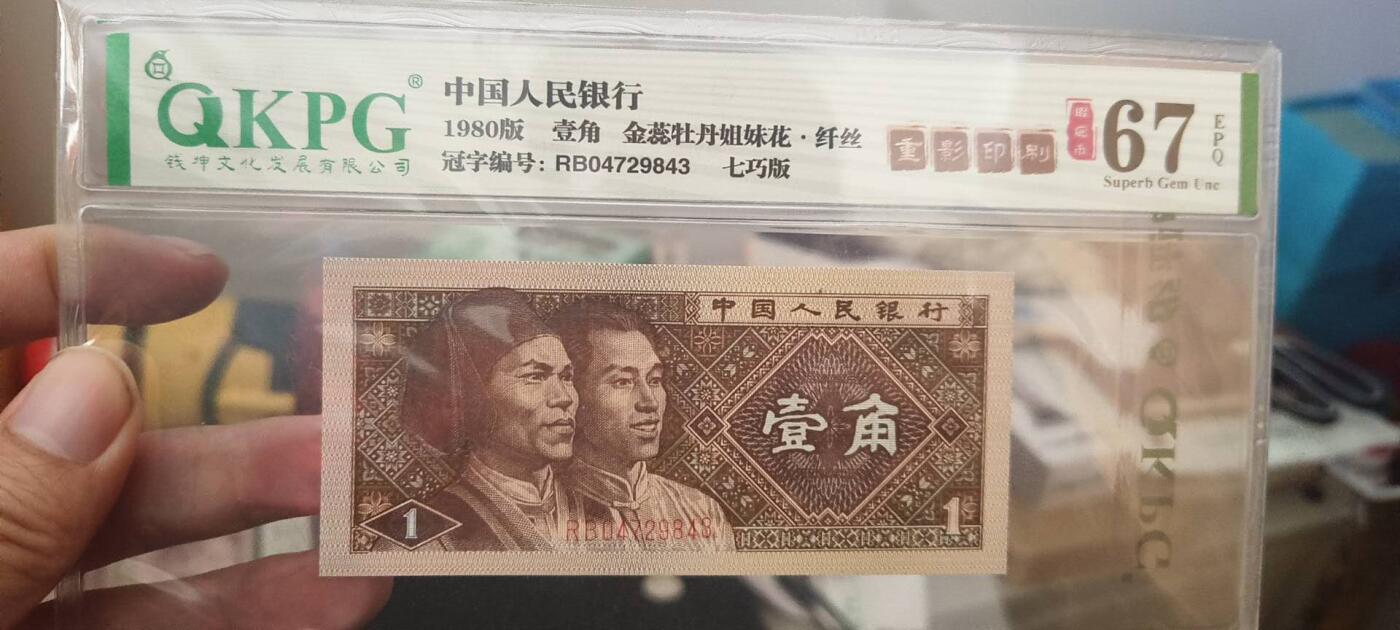 QKPG®
钱坤文化发展有限公司
中国人民银行
1980版 壹角 金蕊牡丹姐妹花·纤丝
冠字编号: RB04729843 七巧版
重影印刷
67
EPQ
Superb Gem Unc
中国人民银行
壹角
1
1
RB04729843
QKPG